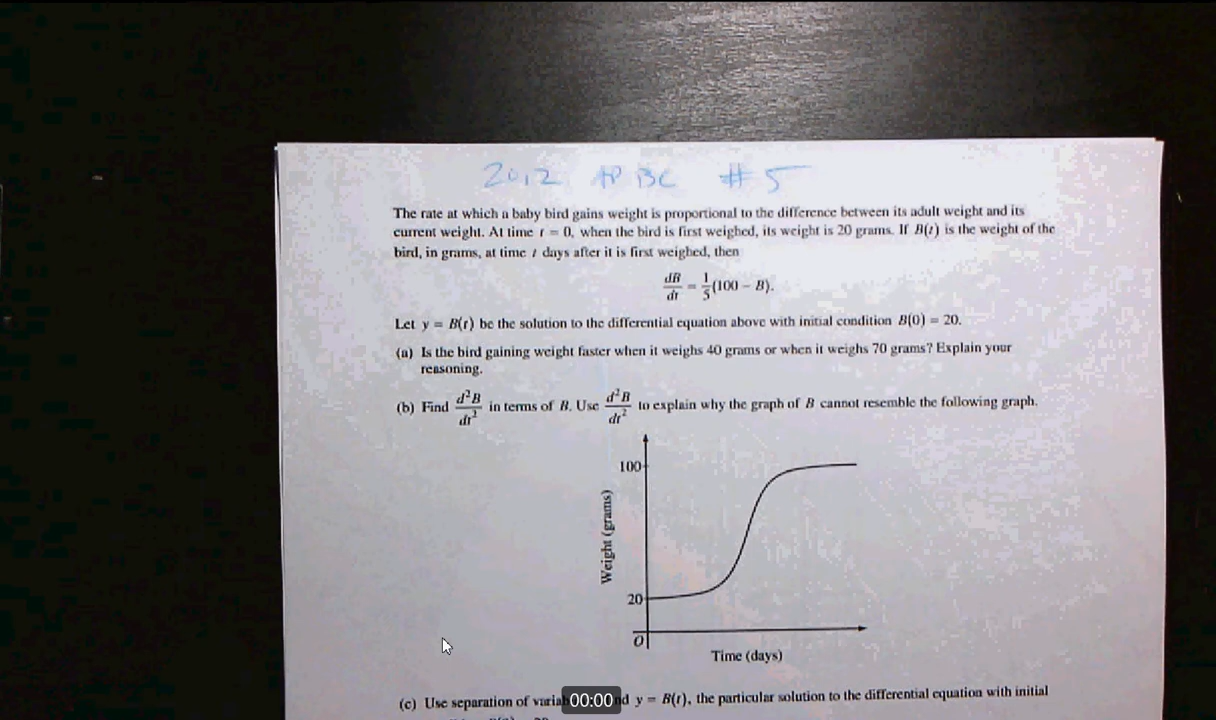 2012 AP BC #5
The rate at which a baby bird gains weight is proportional to the difference between its adult weight and its
current weight. At time t = 0, when the bird is first weighed, its weight is 20 grams. If B(t) is the weight of the
bird, in grams, at time t days after it is first weighed, then
dB/dt = 1/5(100 − B).
Let y = B(t) be the solution to the differential equation above with initial condition B(0) = 20.
(a) Is the bird gaining weight faster when it weighs 40 grams or when it weighs 70 grams? Explain your
reasoning.
(b) Find d²B/dt² in terms of B. Use d²B/dt² to explain why the graph of B cannot resemble the following graph.
100
Weight (grams)
20
O
Time (days)
(c) Use separation of variab 00:00 nd y = B(t), the particular solution to the differential equation with initial